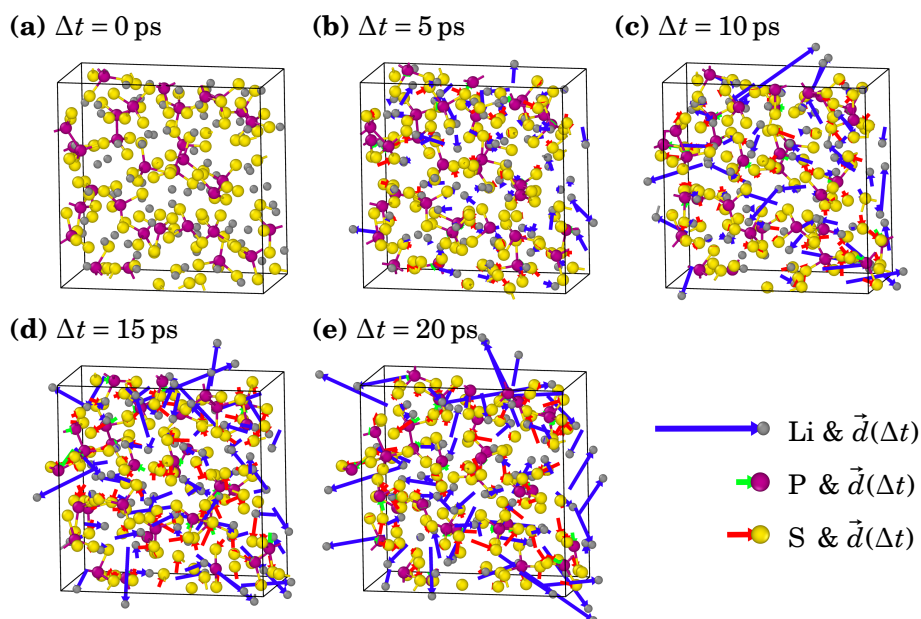 (a) Δt = 0 ps
(b) Δt = 5 ps
(c) Δt = 10 ps
(d) Δt = 15 ps
(e) Δt = 20 ps
Li & d⃗(Δt)
P & d⃗(Δt)
S & d⃗(Δt)